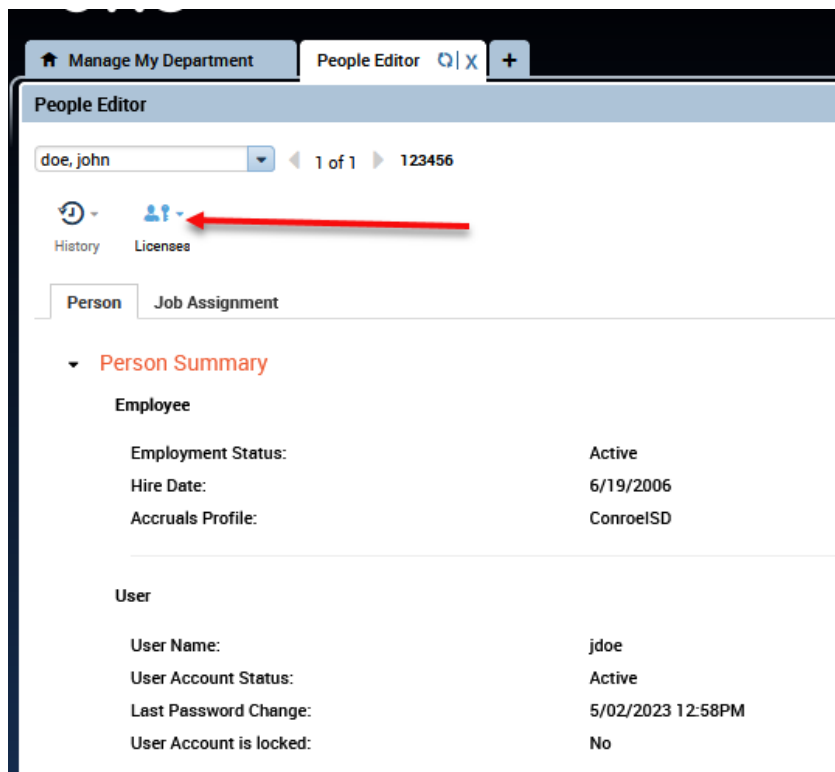 Manage My Department People Editor X +
People Editor
doe, john 1 of 1 123456
History Licenses
Person Job Assignment
Person Summary
Employee
Employment Status: Active
Hire Date: 6/19/2006
Accruals Profile: ConroeISD
User
User Name: jdoe
User Account Status: Active
Last Password Change: 5/02/2023 12:58PM
User Account is locked: No